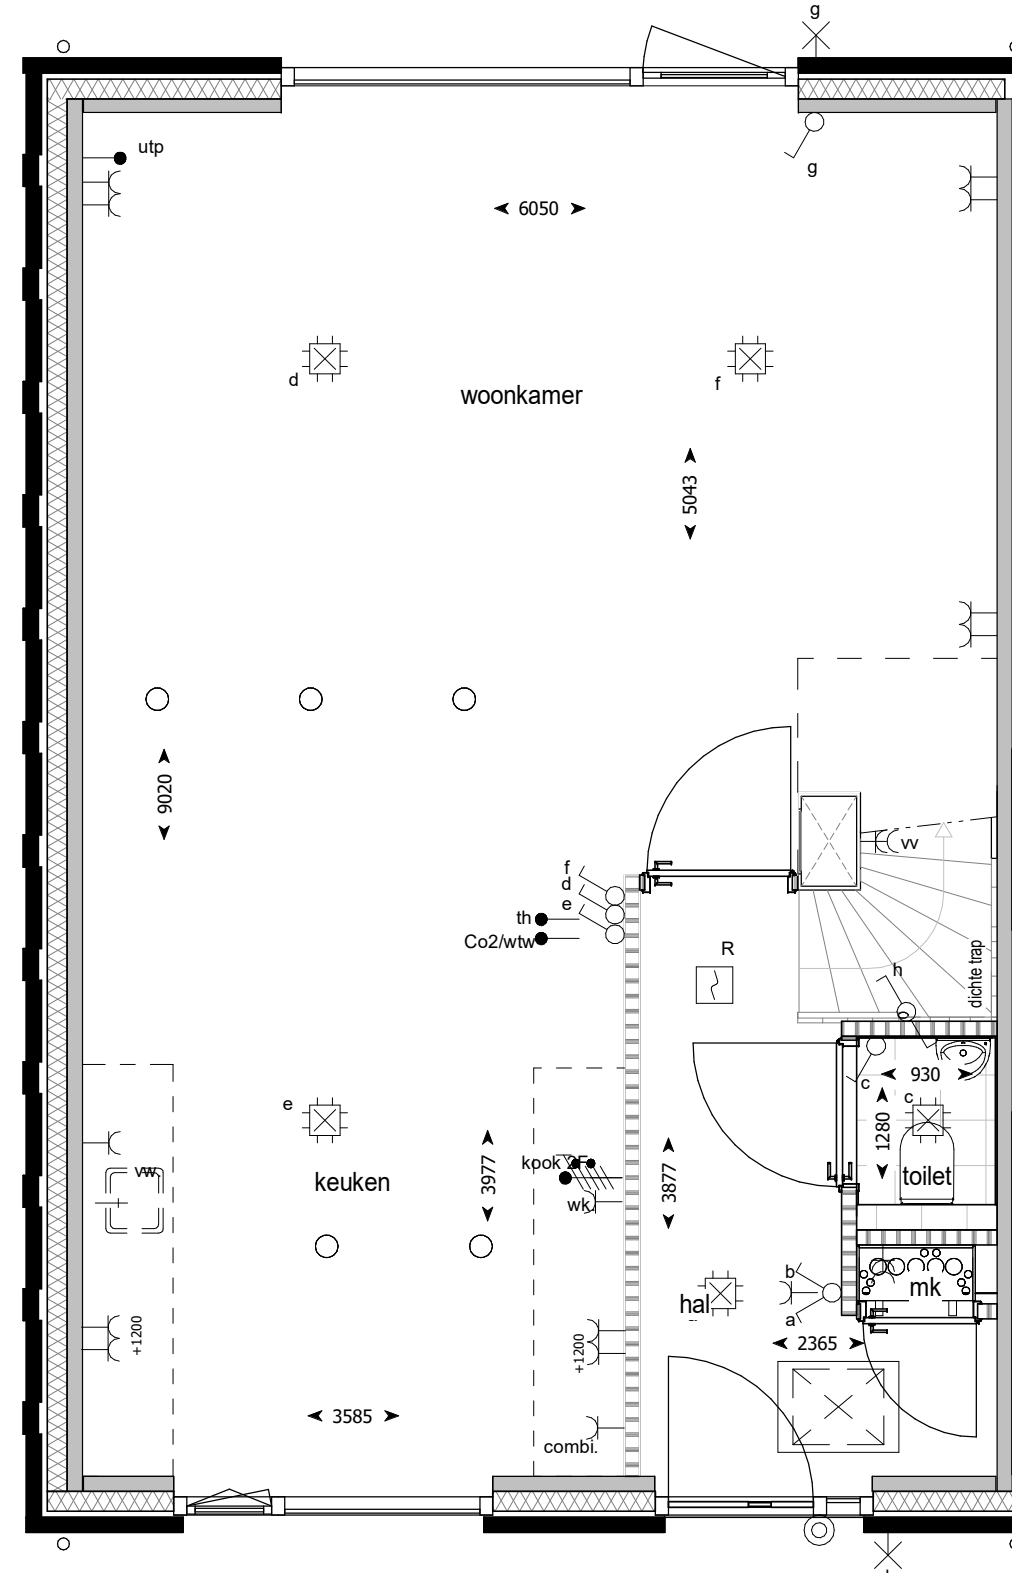 g
utp
g
6050
d
f
woonkamer
5043
9020
vv
f
d
e
th
Co2/wtw
R
h
dichte trap
c
930
c
1280
e
vw
keuken
3977
kook
wk.
3877
toilet
b
mk
hal
a
+1200
+1200
2365
3585
combi.